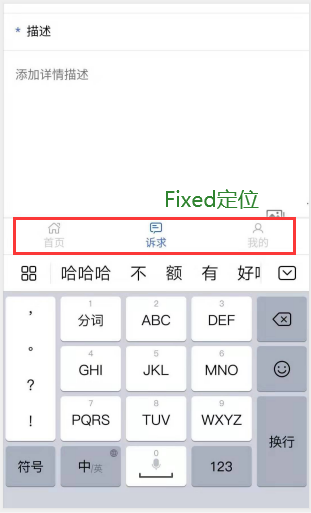 * 描述
添加详情描述
Fixed定位
首页 诉求 我的
哈哈哈 不 额 有 好
， 1 分词 2 ABC 3 DEF
。 4 GHI 5 JKL 6 MNO
？ 7 PQRS 8 TUV 9 WXYZ
！ 换行
符号 中/英 0 123